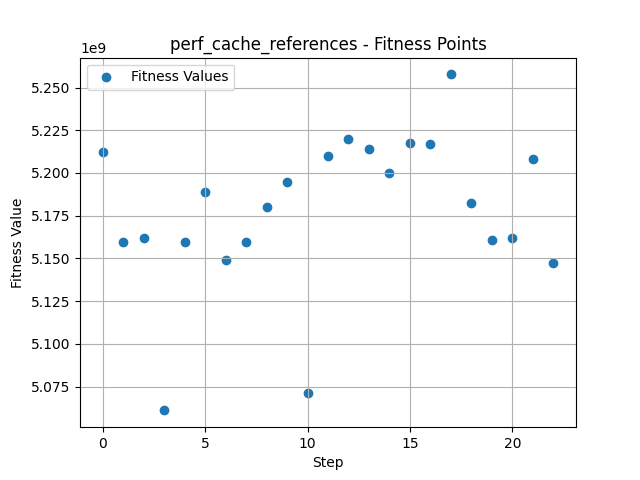 perf_cache_references - Fitness Points
1e9
Fitness Values
5.250
5.225
5.200
5.175
5.150
5.125
5.100
5.075
Fitness Value
0 5 10 15 20
Step